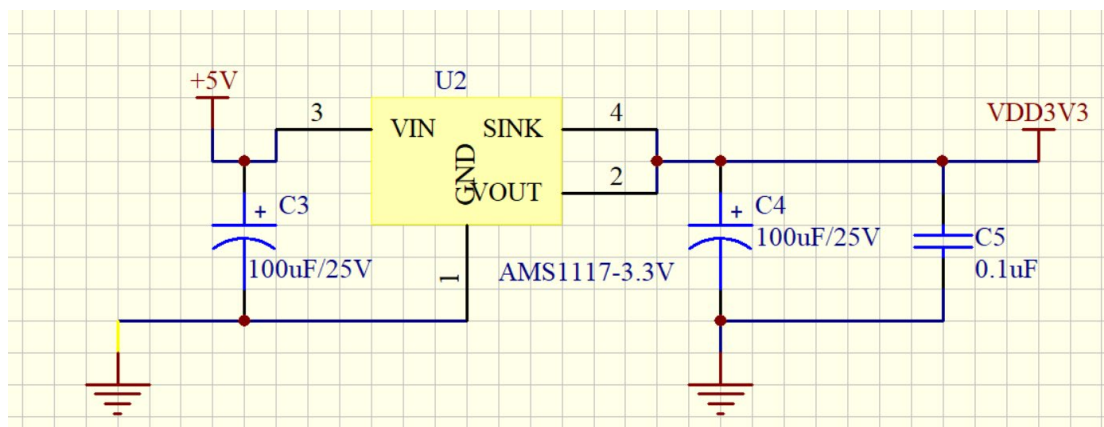 +5V
U2
VDD3V3
3
VIN
SINK
4
GND
VOUT
2
+
C3
100uF/25V
1
AMS1117-3.3V
+
C4
100uF/25V
C5
0.1uF